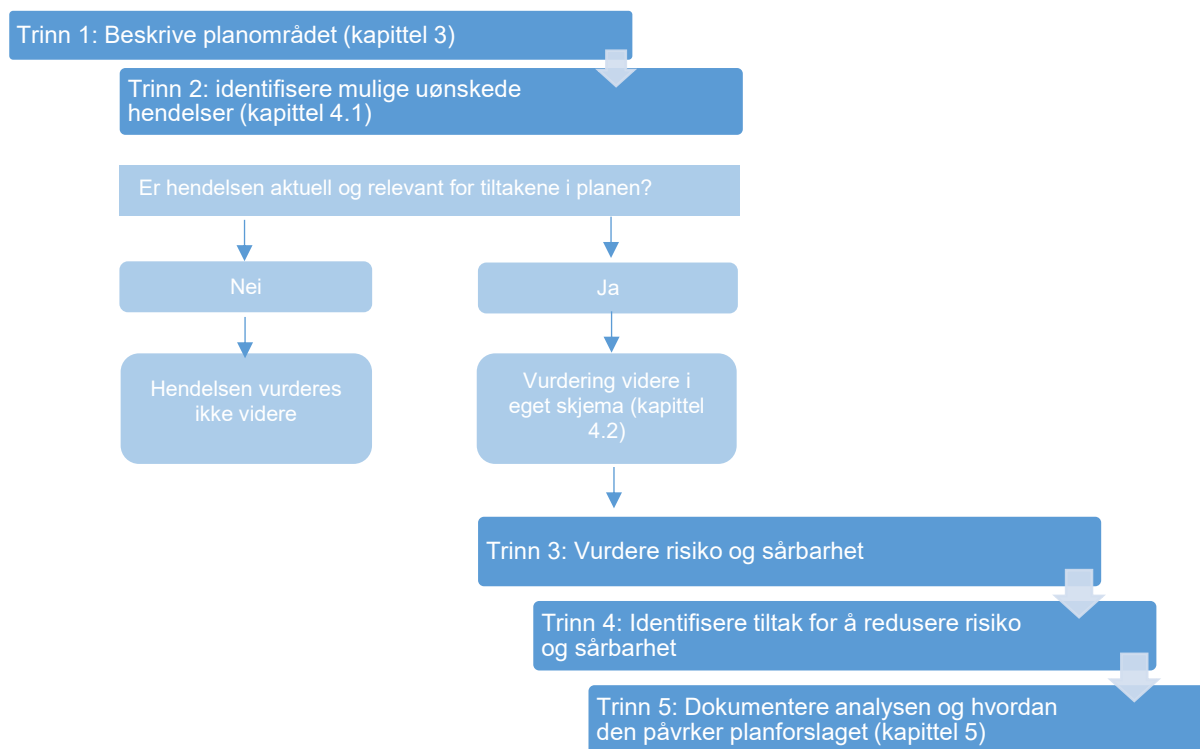 Trinn 1: Beskrive planområdet (kapittel 3)
Trinn 2: identifisere mulige uønskede
hendelser (kapittel 4.1)
Er hendelsen aktuell og relevant for tiltakene i planen?
Nei
Ja
Hendelsen vurderes
ikke videre
Vurdering videre i
eget skjema (kapittel
4.2)
Trinn 3: Vurdere risiko og sårbarhet
Trinn 4: Identifisere tiltak for å redusere risiko
og sårbarhet
Trinn 5: Dokumentere analysen og hvordan
den påvrker planforslaget (kapittel 5)